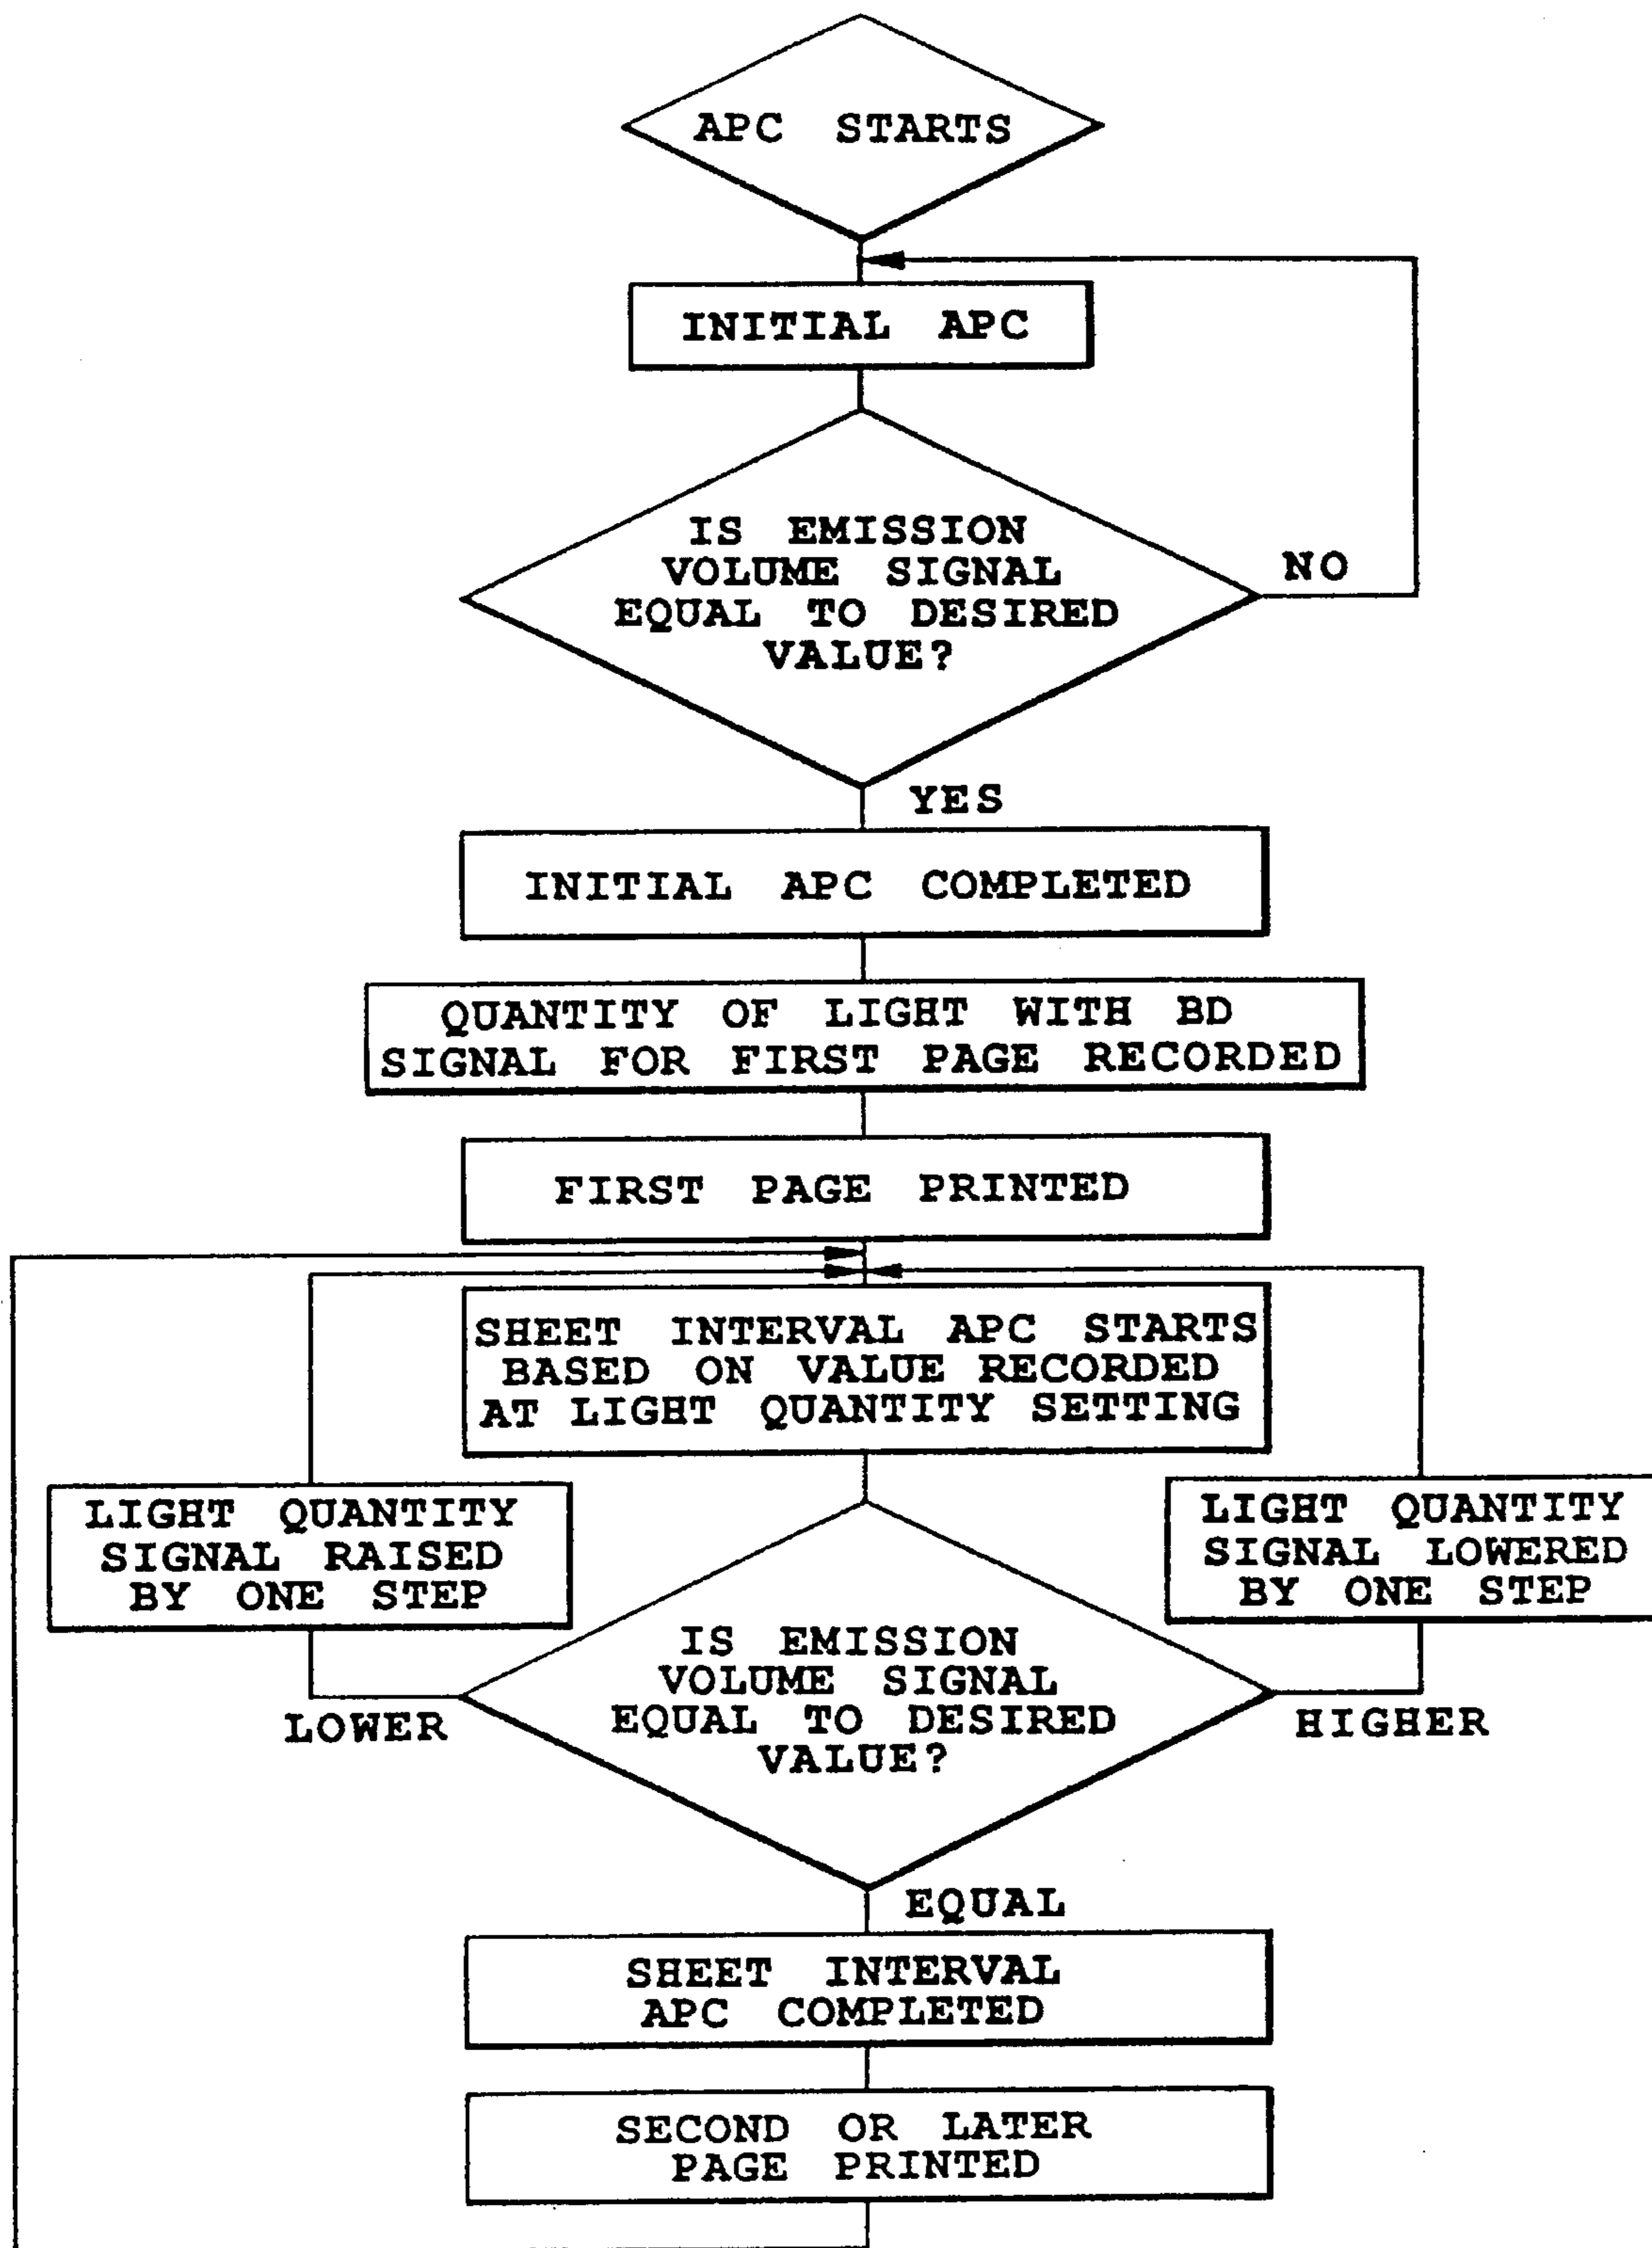 APC STARTS
INITIAL APC
IS EMISSION
VOLUME SIGNAL
EQUAL TO DESIRED
VALUE?
NO
YES
INITIAL APC COMPLETED
QUANTITY OF LIGHT WITH BD
SIGNAL FOR FIRST PAGE RECORDED
FIRST PAGE PRINTED
SHEET INTERVAL APC STARTS
BASED ON VALUE RECORDED
AT LIGHT QUANTITY SETTING
LIGHT QUANTITY
SIGNAL RAISED
BY ONE STEP
LIGHT QUANTITY
SIGNAL LOWERED
BY ONE STEP
IS EMISSION
VOLUME SIGNAL
EQUAL TO DESIRED
VALUE?
LOWER
HIGHER
EQUAL
SHEET INTERVAL
APC COMPLETED
SECOND OR LATER
PAGE PRINTED